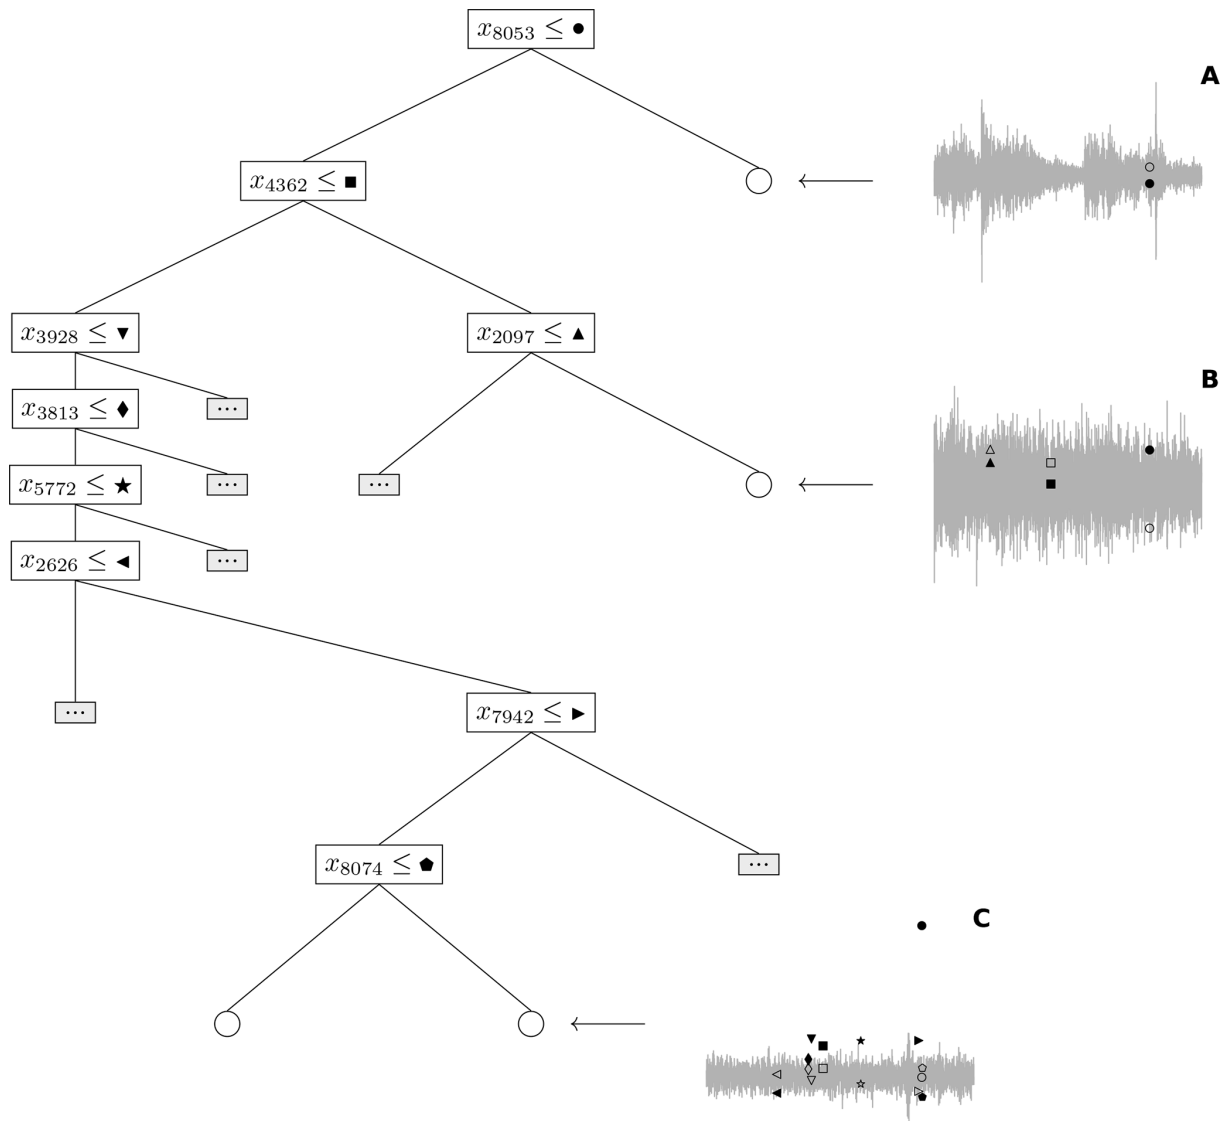 x8053 ≤ ●
A
x4362 ≤ ■
x3928 ≤ ▼
x2097 ≤ ▲
B
x3813 ≤ ♦
...
x5772 ≤ ★
...
...
x2626 ≤ ◀
...
...
x7942 ≤ ▶
x8074 ≤ ⬟
...
C